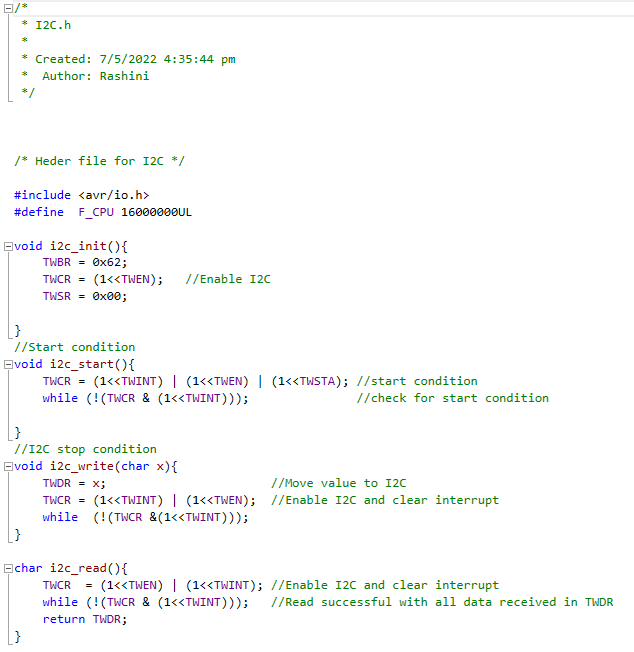 /*
 * I2C.h
 *
 * Created: 7/5/2022 4:35:44 pm
 *  Author: Rashini
 */
/* Heder file for I2C */
#include <avr/io.h>
#define  F_CPU 16000000UL
void i2c_init(){
    TWBR = 0x62;
    TWCR = (1<<TWEN);   //Enable I2C
    TWSR = 0x00;
}
//Start condition
void i2c_start(){
    TWCR = (1<<TWINT) | (1<<TWEN) | (1<<TWSTA); //start condition
    while (!(TWCR & (1<<TWINT)));               //check for start condition
}
//I2C stop condition
void i2c_write(char x){
    TWDR = x;                       //Move value to I2C
    TWCR = (1<<TWINT) | (1<<TWEN);  //Enable I2C and clear interrupt
    while  (!(TWCR &(1<<TWINT)));
}
char i2c_read(){
    TWCR  = (1<<TWEN) | (1<<TWINT); //Enable I2C and clear interrupt
    while (!(TWCR & (1<<TWINT)));   //Read successful with all data received in TWDR
    return TWDR;
}